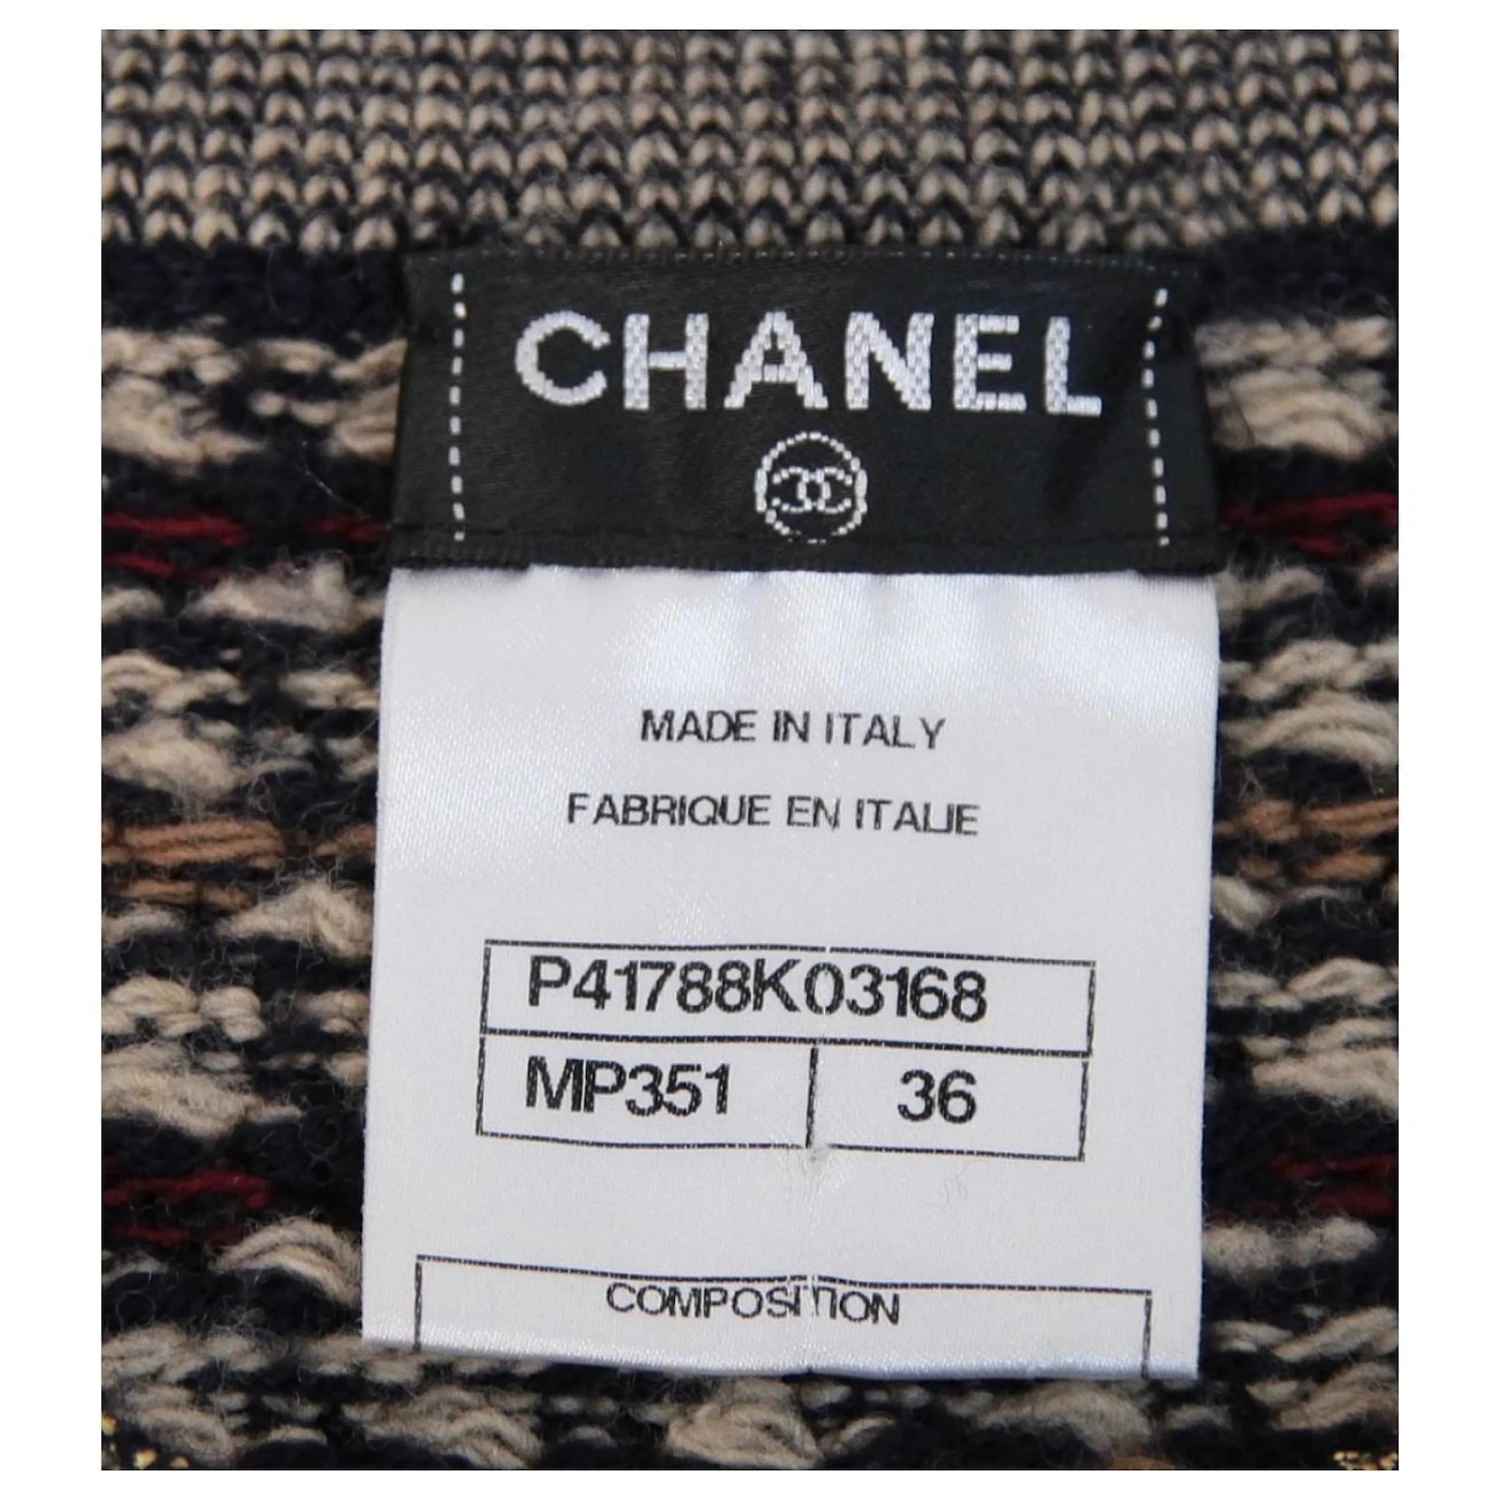 CHANEL
MADE IN ITALY
FABRIQUE EN ITALIE
P41788K03168
MP351 36
COMPOSITION